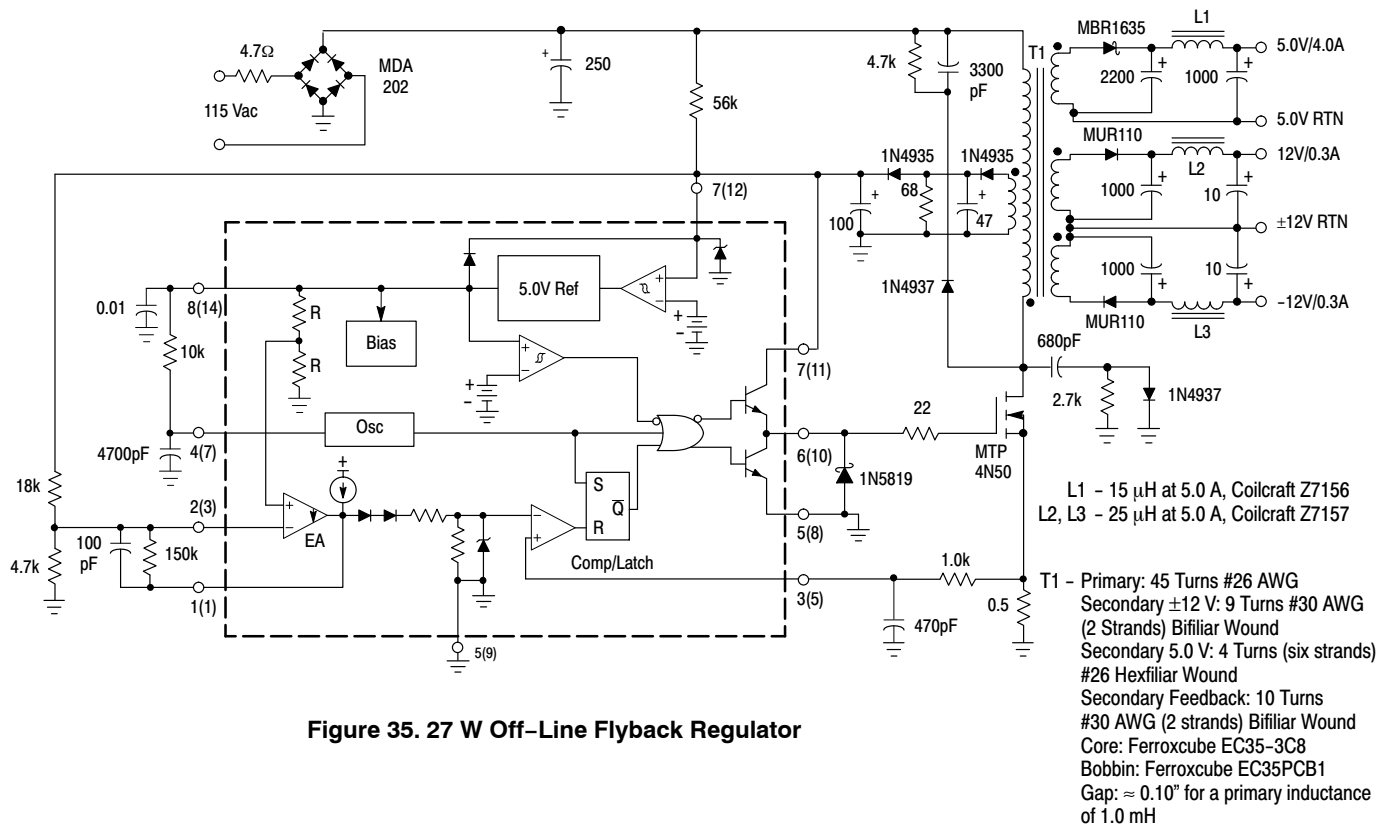 4.7Ω
MDA
202
115 Vac
+
250
56k
4.7k
3300
pF
T1
MBR1635
L1
5.0V/4.0A
+
2200
+
1000
5.0V RTN
MUR110
12V/0.3A
L2
1000
+
10
+
±12V RTN
1000
+
10
+
MUR110
L3
–12V/0.3A
7(12)
1N4935
1N4935
68
+
100
+
47
1N4937
680pF
2.7k
1N4937
0.01
8(14)
10k
R
R
Bias
5.0V Ref
+
–
+
–
+
–
+
–
7(11)
4(7)
4700pF
Osc
6(10)
22
MTP
4N50
1N5819
5(8)
18k
2(3)
100
pF
150k
4.7k
1(1)
+
–
EA
+
–
+
S
R
Q
Comp/Latch
5(9)
3(5)
1.0k
470pF
0.5
L1 – 15 μH at 5.0 A, Coilcraft Z7156
L2, L3 – 25 μH at 5.0 A, Coilcraft Z7157
T1 – Primary: 45 Turns #26 AWG
Secondary ±12 V: 9 Turns #30 AWG
(2 Strands) Bifiliar Wound
Secondary 5.0 V: 4 Turns (six strands)
#26 Hexfiliar Wound
Secondary Feedback: 10 Turns
#30 AWG (2 strands) Bifiliar Wound
Core: Ferroxcube EC35–3C8
Bobbin: Ferroxcube EC35PCB1
Gap: ≈ 0.10" for a primary inductance
of 1.0 mH
Figure 35. 27 W Off–Line Flyback Regulator